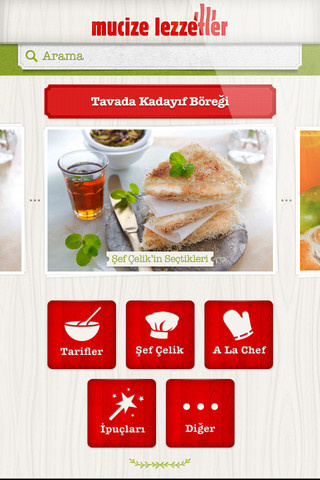 mucize lezzetler
Arama
Tavada Kadayıf Böreği
Şef Çelik'in Seçtikleri
Tarifler
Şef Çelik
A La Chef
İpuçları
Diğer